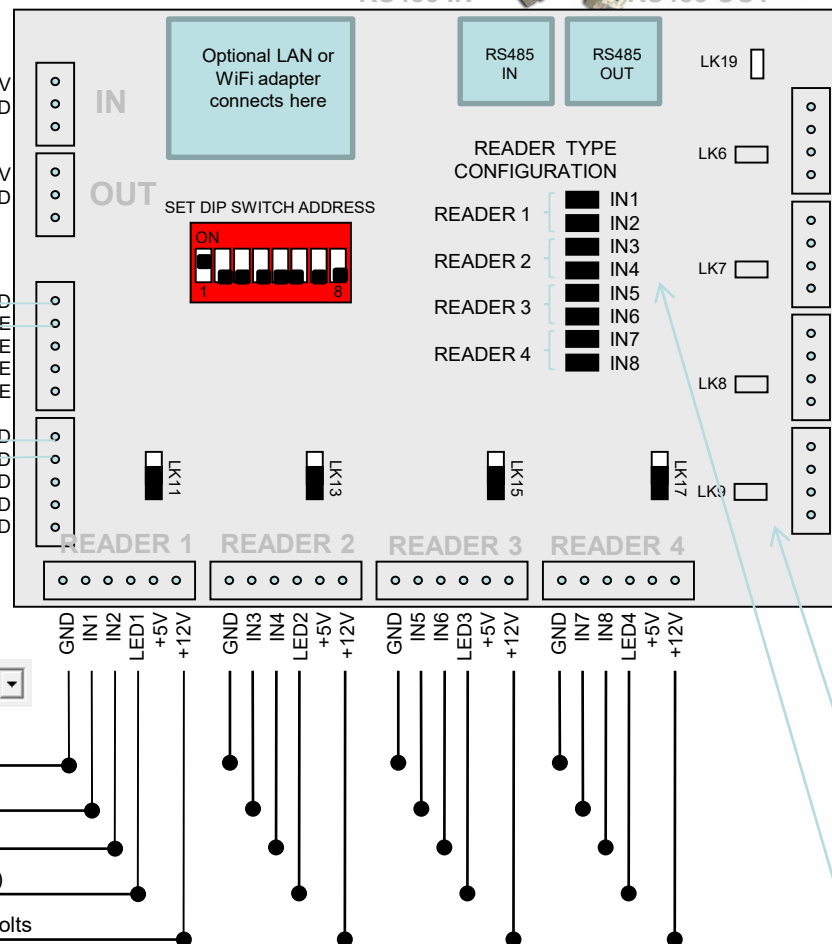 Optional LAN or
WiFi adapter
connects here
RS485
IN
RS485
OUT
LK19
V
D
IN
READER TYPE
CONFIGURATION
LK6
V
D
OUT
SET DIP SWITCH ADDRESS
ON
1
8
READER 1
IN1
IN2
READER 2
IN3
IN4
READER 3
IN5
IN6
READER 4
IN7
IN8
LK7
LK8
LK9
D
E
E
E
E
D
D
D
D
D
LK11
LK13
LK15
LK17
READER 1
READER 2
READER 3
READER 4
GND
IN1
IN2
LED1
+5V
+12V
GND
IN3
IN4
LED2
+5V
+12V
GND
IN5
IN6
LED3
+5V
+12V
GND
IN7
IN8
LED4
+5V
+12V
)
olts